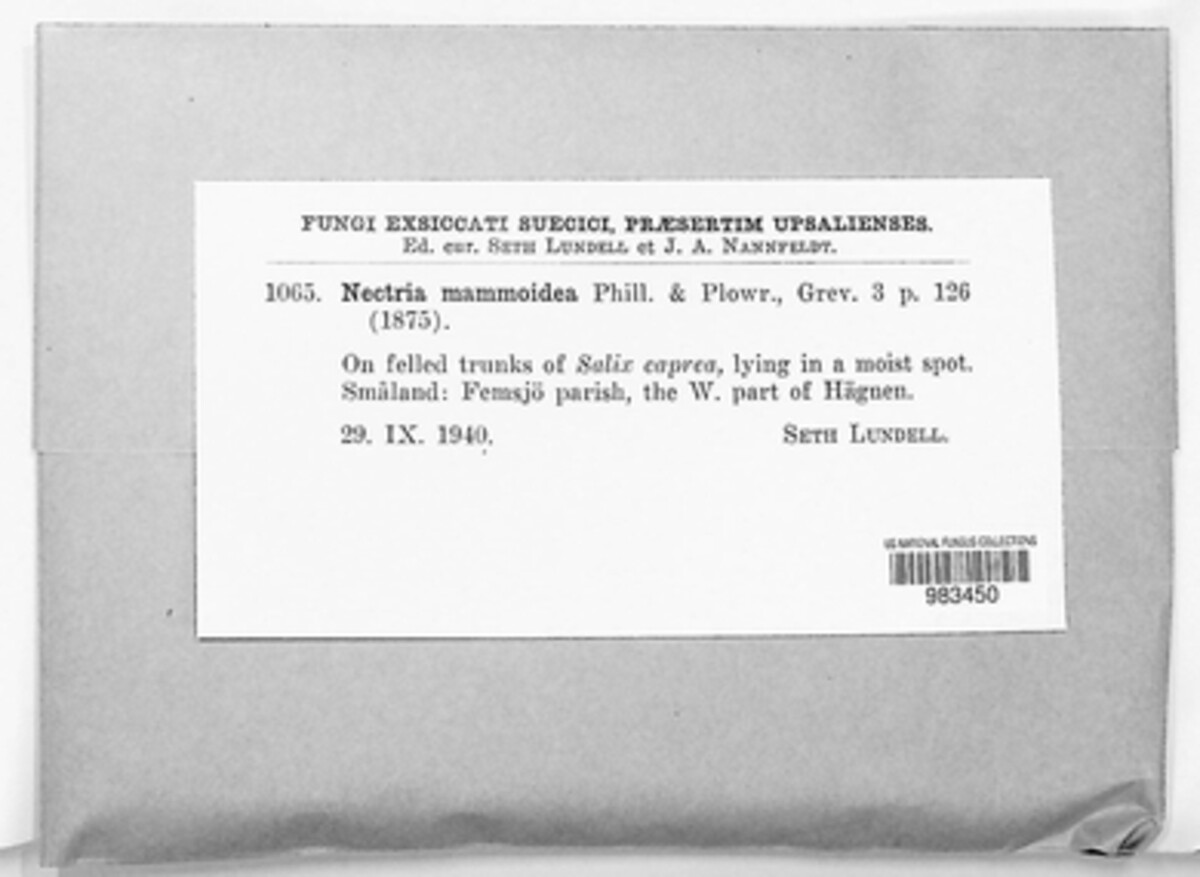 FUNGI EXSICCATI SUECICI, PRÆSERTIM UPSALIENSES.
Ed. cur. SETH LUNDELL et J. A. NANNFELDT.
1065. Nectria mammoidea Phill. & Plowr., Grev. 3 p. 126
(1875).
On felled trunks of Salix caprea, lying in a moist spot.
Småland: Femsjö parish, the W. part of Hägnen.
29. IX. 1940. SETH LUNDELL.
US NATIONAL FUNGUS COLLECTIONS
983450